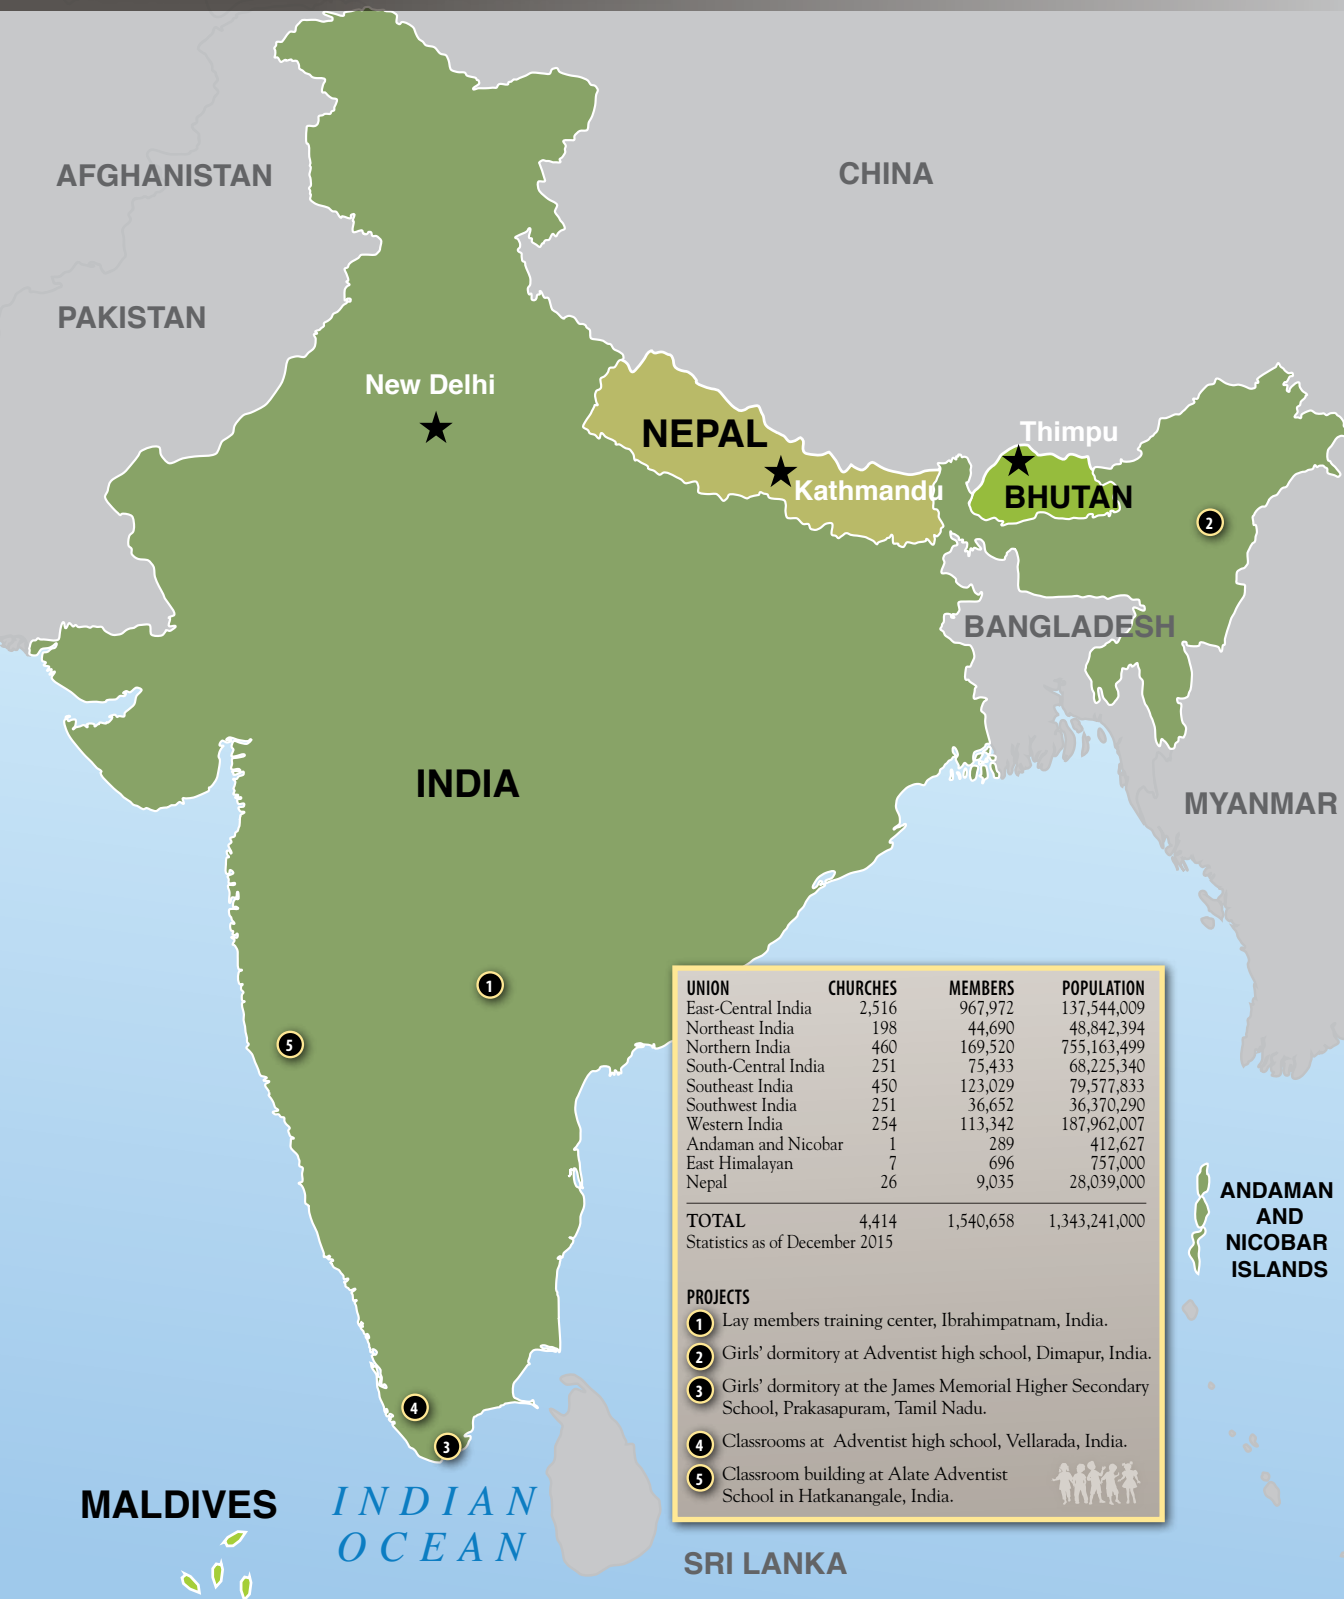 AFGHANISTAN
CHINA
PAKISTAN
New Delhi
NEPAL
Kathmandu
Thimpu
BHUTAN
2
BANGLADESH
INDIA
MYANMAR
1
5
UNION CHURCHES MEMBERS POPULATION
East-Central India 2,516 967,972 137,544,009
Northeast India 198 44,690 48,842,394
Northern India 460 169,520 755,163,499
South-Central India 251 75,433 68,225,340
Southeast India 450 123,029 79,577,833
Southwest India 251 36,652 36,370,290
Western India 254 113,342 187,962,007
Andaman and Nicobar 1 289 412,627
East Himalayan 7 696 757,000
Nepal 26 9,035 28,039,000
TOTAL 4,414 1,540,658 1,343,241,000
Statistics as of December 2015
PROJECTS
1 Lay members training center, Ibrahimpatnam, India.
2 Girls' dormitory at Adventist high school, Dimapur, India.
3 Girls' dormitory at the James Memorial Higher Secondary
School, Prakasapuram, Tamil Nadu.
4 Classrooms at Adventist high school, Vellarada, India.
5 Classroom building at Alate Adventist
School in Hatkanangale, India.
ANDAMAN
AND
NICOBAR
ISLANDS
4
3
MALDIVES
INDIAN
OCEAN
SRI LANKA